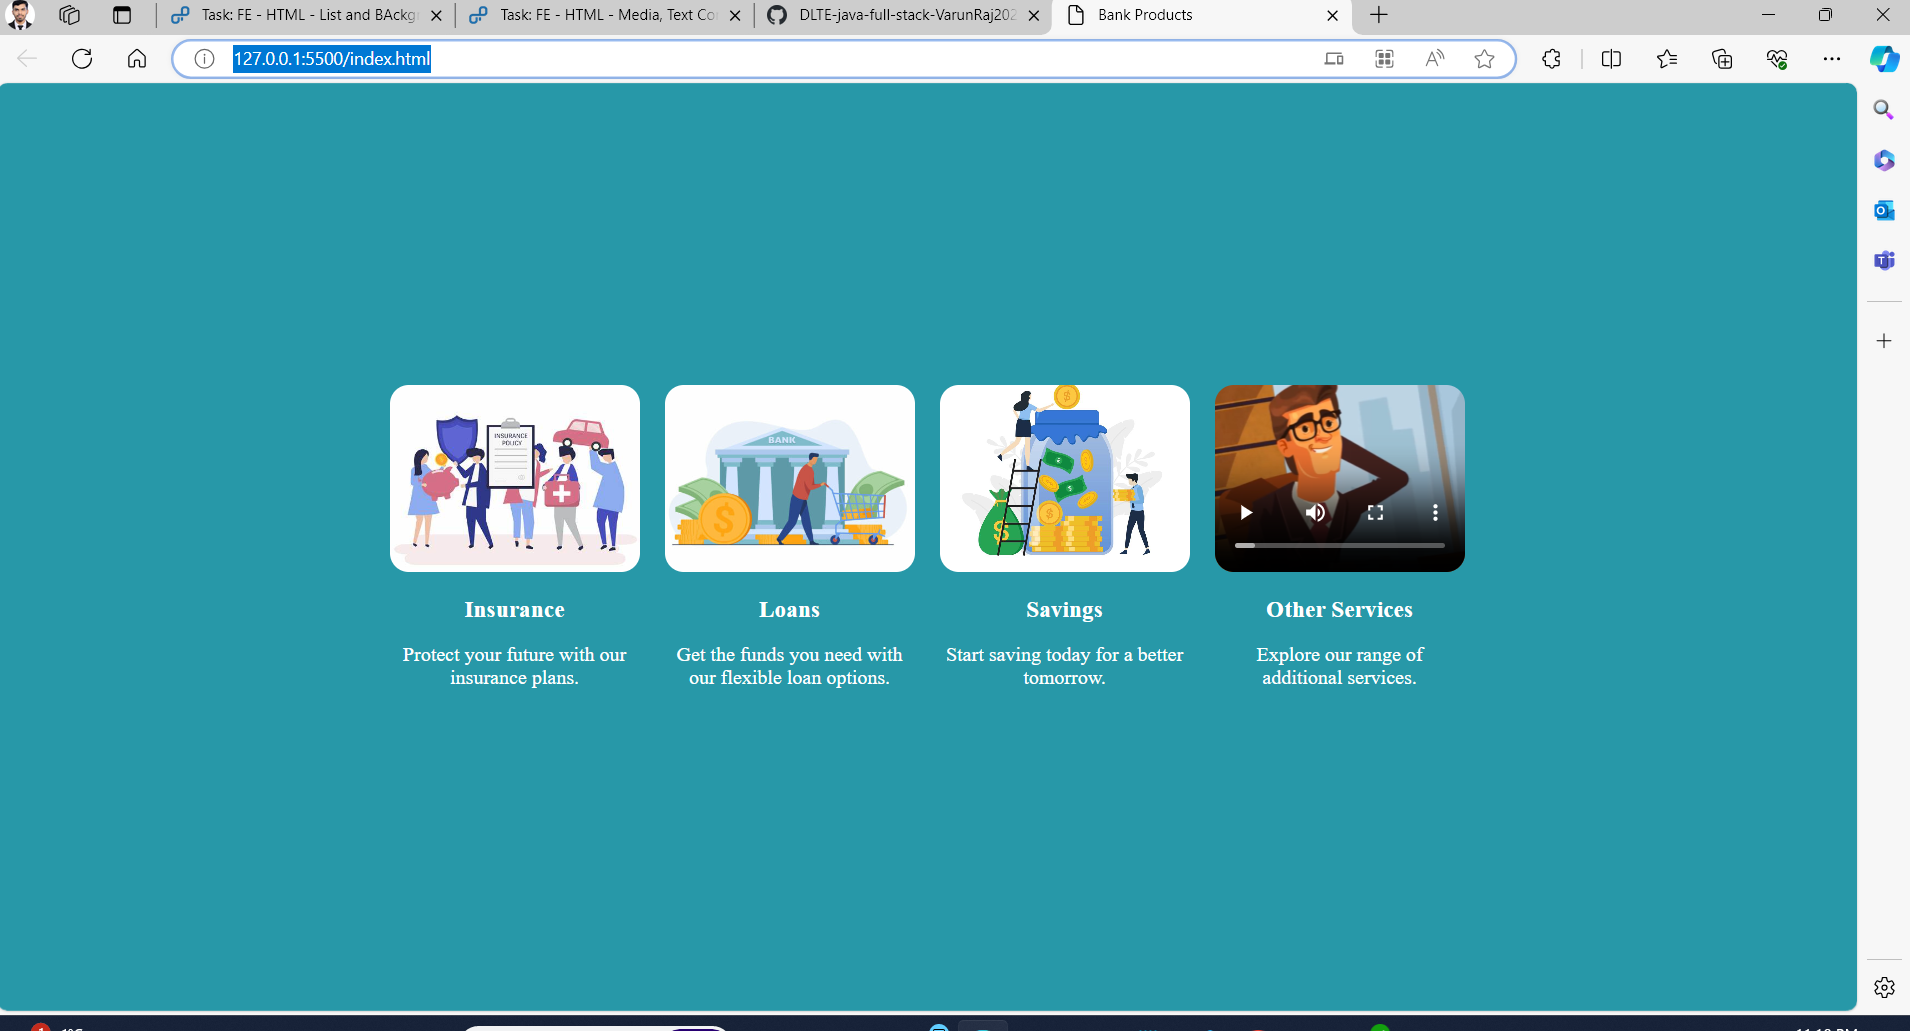 Task: FE - HTML - List and BAckgr
Task: FE - HTML - Media, Text Co
DLTE-java-full-stack-VarunRaj202
Bank Products
127.0.0.1:5500/index.html
INSURANCE
POLICY
BANK
Insurance
Loans
Savings
Other Services
Protect your future with our
insurance plans.
Get the funds you need with
our flexible loan options.
Start saving today for a better
tomorrow.
Explore our range of
additional services.